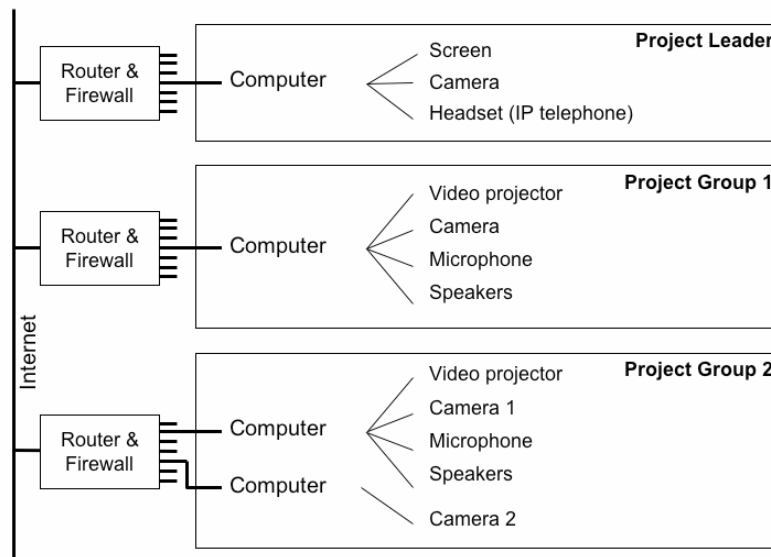 Project Leader
Router &
Firewall
Computer
Screen
Camera
Headset (IP telephone)
Project Group 1
Router &
Firewall
Computer
Video projector
Camera
Microphone
Speakers
Internet
Project Group 2
Router &
Firewall
Computer
Video projector
Camera 1
Microphone
Speakers
Computer
Camera 2